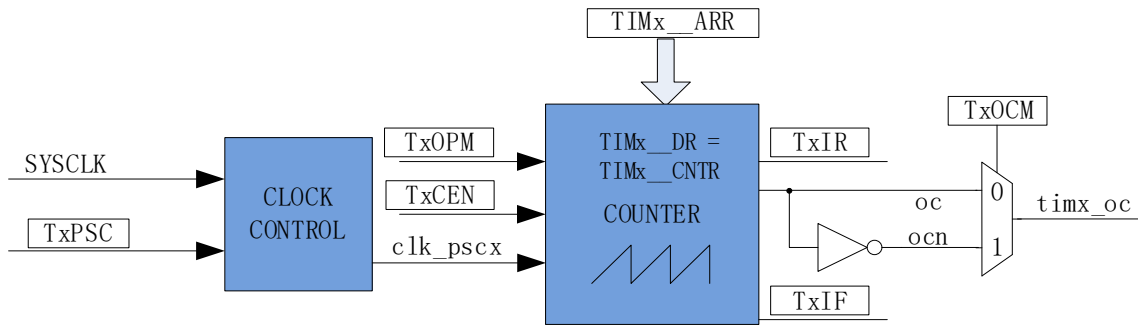 TIMx__ARR
TxOCM
TxOPM
TIMx__DR =
TIMx__CNTR
TxIR
SYSCLK
CLOCK
CONTROL
TxCEN
COUNTER
oc
0
timx_oc
TxPSC
clk_pscx
ocn
1
TxIF